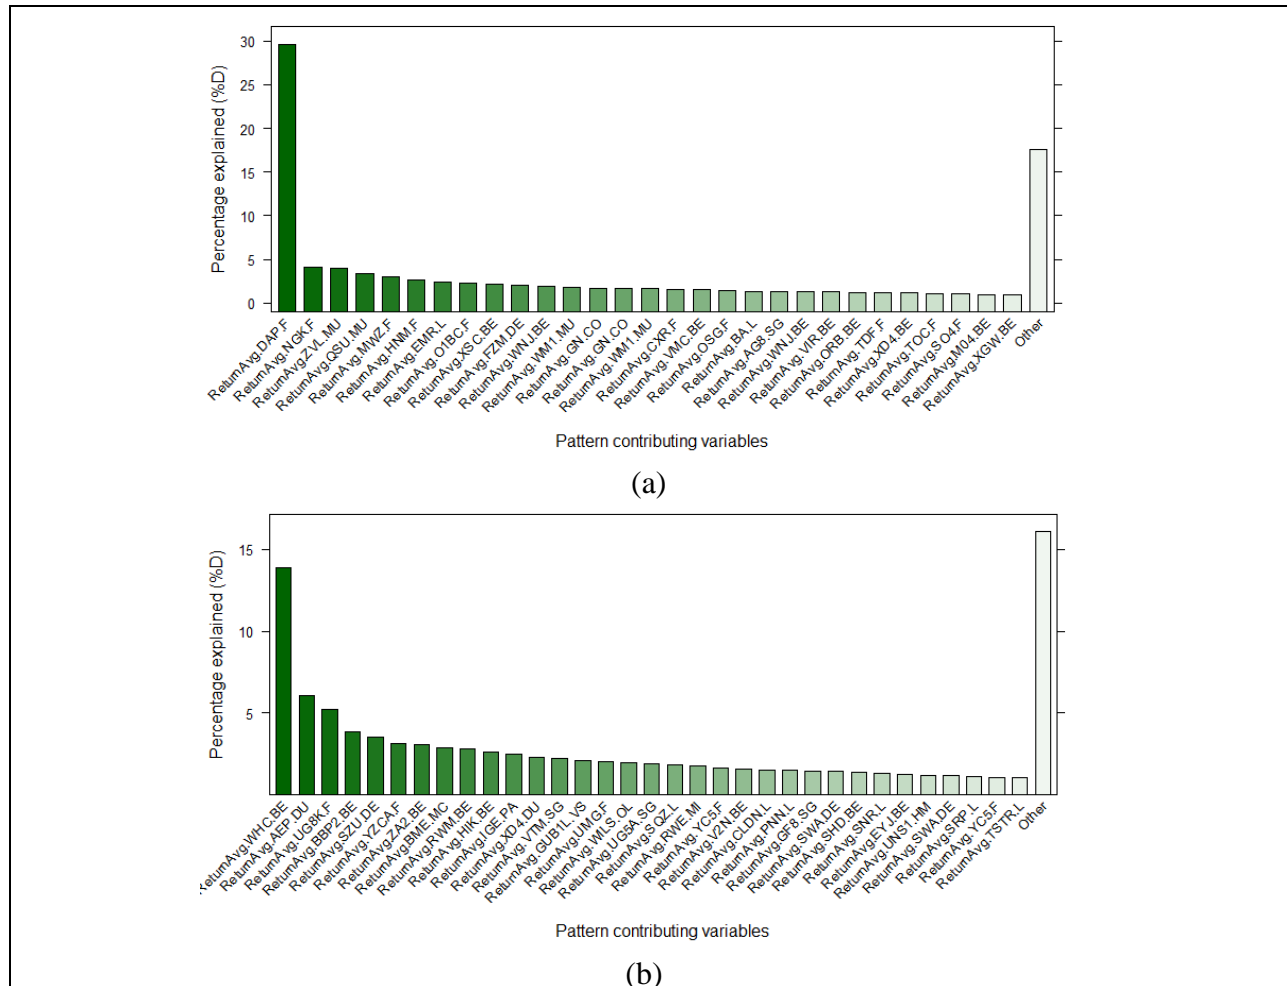 Percentage explained (%D)
30
25
20
15
10
5
0
ReturnAvg.DAP.F
ReturnAvg.NGK.F
ReturnAvg.ZVL.MU
ReturnAvg.QSU.MU
ReturnAvg.MWZ.F
ReturnAvg.HNM.F
ReturnAvg.EMR.L
ReturnAvg.O1BC.F
ReturnAvg.XSC.BE
ReturnAvg.FZM.DE
ReturnAvg.WNJ.BE
ReturnAvg.WM1.MU
ReturnAvg.GN.CO
ReturnAvg.GN.CO
ReturnAvg.WM1.MU
ReturnAvg.CXR.F
ReturnAvg.VMC.BE
ReturnAvg.OSG.F
ReturnAvg.BA.L
ReturnAvg.AG8.SG
ReturnAvg.WNJ.BE
ReturnAvg.VIR.BE
ReturnAvg.ORB.BE
ReturnAvg.TDF.F
ReturnAvg.XD4.BE
ReturnAvg.TOC.F
ReturnAvg.SO4.F
ReturnAvg.M04.BE
ReturnAvg.XGW.BE
Other
Pattern contributing variables
(a)
Percentage explained (%D)
15
10
5
ReturnAvg.WHC.BE
ReturnAvg.AEP.DU
ReturnAvg.UG8K.F
ReturnAvg.BBP2.BE
ReturnAvg.SZU.DE
ReturnAvg.YZCA.F
ReturnAvg.ZA2.BE
ReturnAvg.BME.MC
ReturnAvg.RWM.BE
ReturnAvg.HIK.BE
ReturnAvg.IGE.PA
ReturnAvg.XD4.DU
ReturnAvg.VTM.SG
ReturnAvg.GUB1L.VS
ReturnAvg.UMG.F
ReturnAvg.WLS.OL
ReturnAvg.UG5A.SG
ReturnAvg.SQZ.L
ReturnAvg.RWE.MI
ReturnAvg.YC5.F
ReturnAvg.V2N.BE
ReturnAvg.CLDN.L
ReturnAvg.PNN.L
ReturnAvg.GF8.SG
ReturnAvg.SWA.DE
ReturnAvg.SHD.BE
ReturnAvg.SNR.L
ReturnAvg.EYJ.BE
ReturnAvg.UNS1.HM
ReturnAvg.SWA.DE
ReturnAvg.SRP.L
ReturnAvg.YC5.F
ReturnAvg.TSTR.L
Other
Pattern contributing variables
(b)